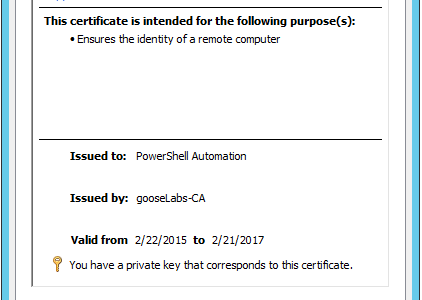 This certificate is intended for the following purpose(s):
• Ensures the identity of a remote computer
Issued to: PowerShell Automation
Issued by: gooseLabs-CA
Valid from 2/22/2015 to 2/21/2017
You have a private key that corresponds to this certificate.